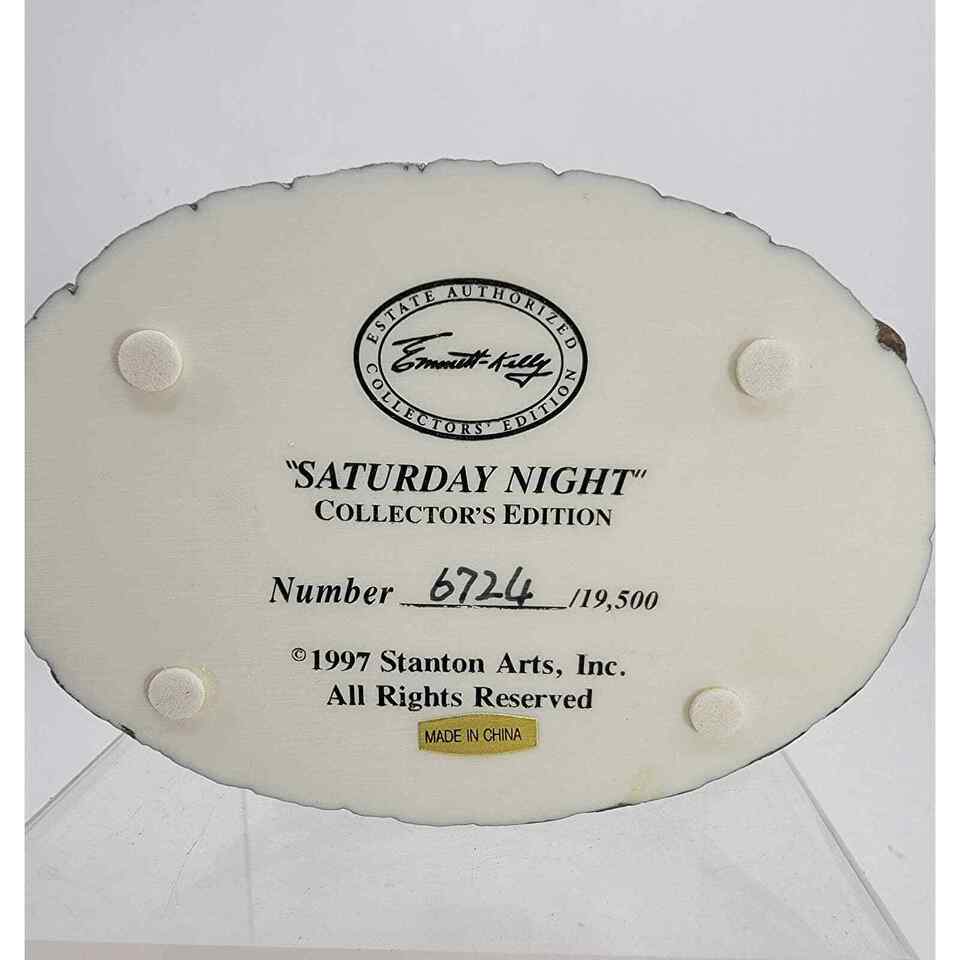 ESTATE AUTHORIZED
Emmett Kelly
COLLECTORS' EDITION
"SATURDAY NIGHT"
COLLECTOR'S EDITION
Number 6724 /19,500
©1997 Stanton Arts, Inc.
All Rights Reserved
MADE IN CHINA